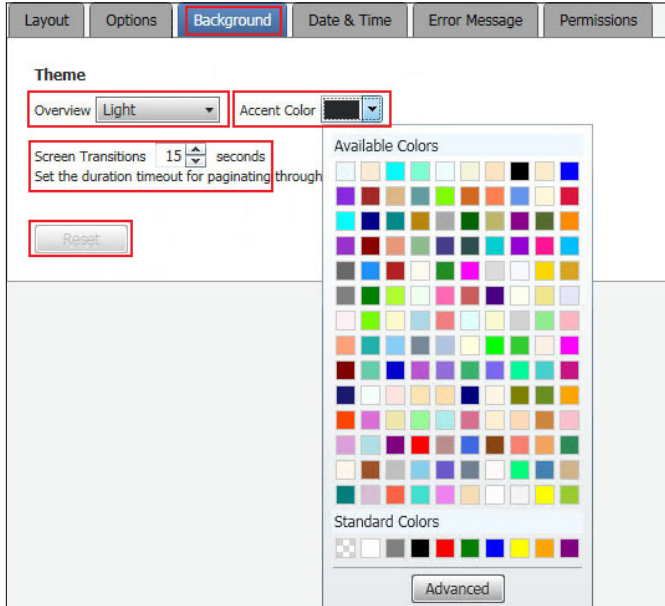 Layout Options Background Date & Time Error Message Permissions
Theme
Overview Light Accent Color
Available Colors
Screen Transitions 15 seconds
Set the duration timeout for paginating through
Reset
Standard Colors
Advanced